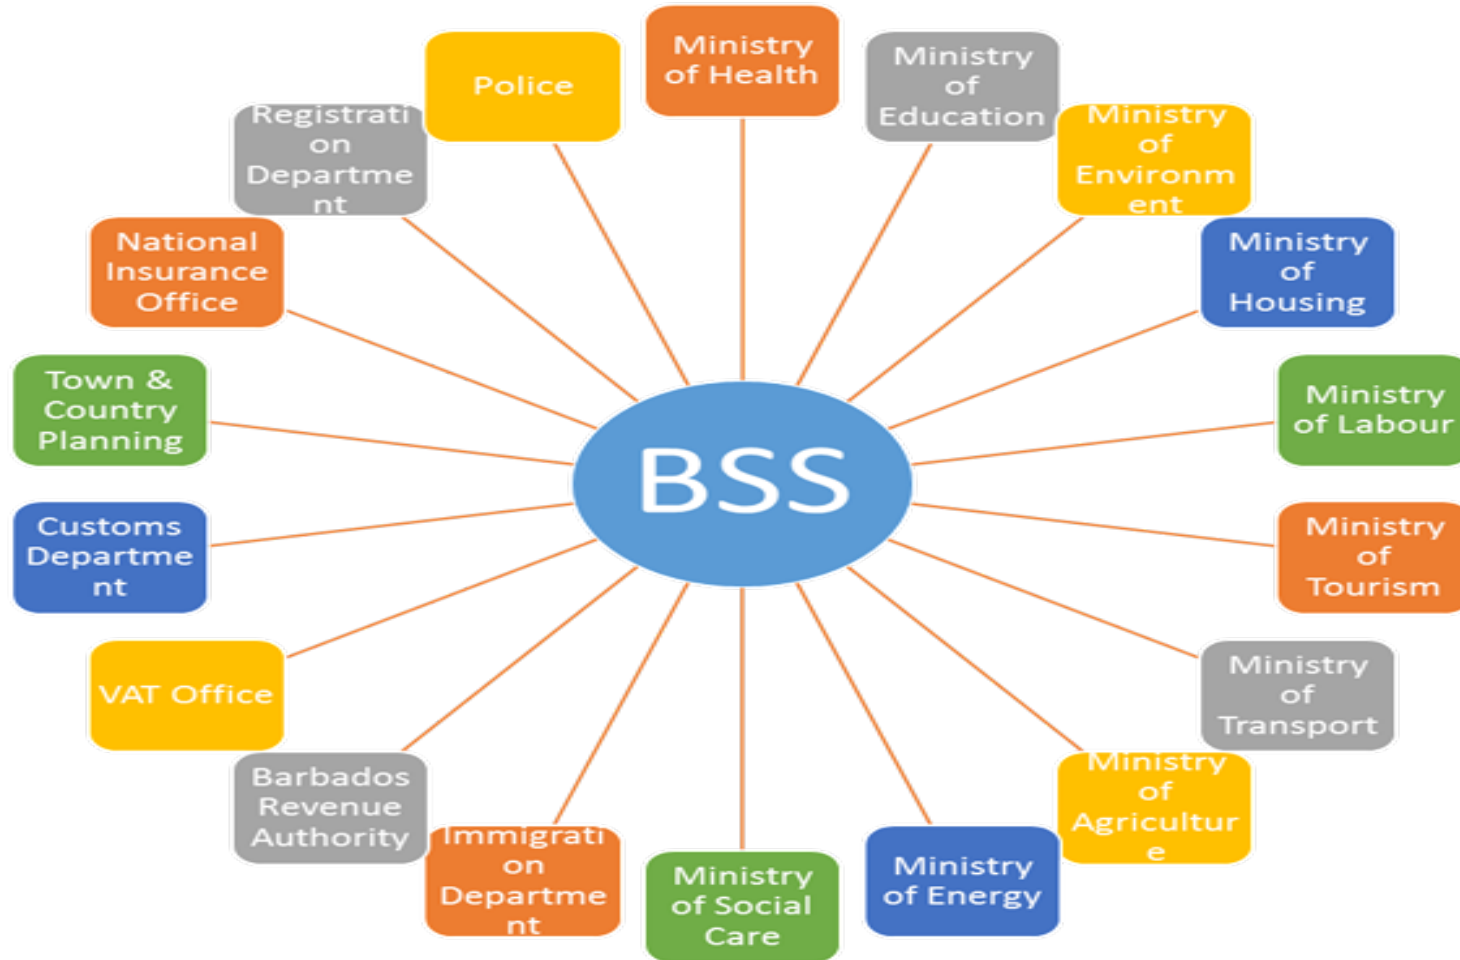 Ministry
of Health
Ministry
of
Education
Ministry
of
Environm
ent
Ministry
of
Housing
Ministry
of Labour
Ministry
of
Tourism
Ministry
of
Transport
Ministry
of
Agricultur
e
Ministry
of Energy
Ministry
of Social
Care
Immigrati
on
Departme
nt
Barbados
Revenue
Authority
VAT Office
Customs
Departme
nt
Town &
Country
Planning
National
Insurance
Office
Registrati
on
Departme
nt
Police
BSS